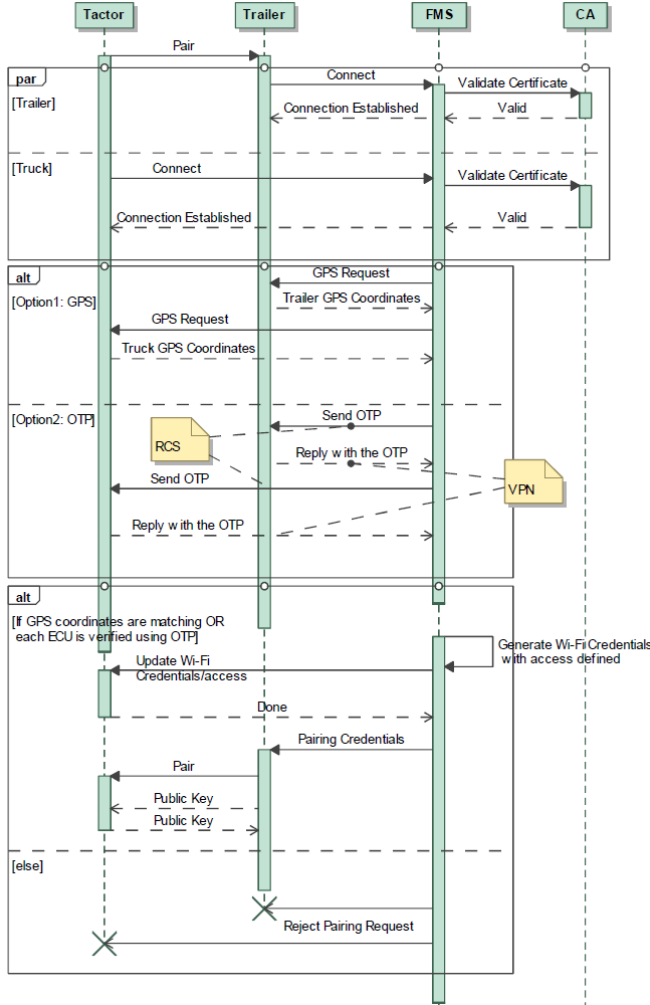 Tactor
Trailer
FMS
CA
Pair
par
Connect
Validate Certificate
[Trailer]
Connection Established
Valid
[Truck]
Connect
Validate Certificate
Connection Established
Valid
alt
GPS Request
[Option1: GPS]
Trailer GPS Coordinates
GPS Request
Truck GPS Coordinates
[Option2: OTP]
Send OTP
RCS
Reply with the OTP
Send OTP
VPN
Reply with the OTP
alt
[If GPS coordinates are matching OR
each ECU is verified using OTP]
Generate Wi-Fi Credentials
with access defined
Update Wi-Fi
Credentials/access
Done
Pairing Credentials
Pair
Public Key
Public Key
[else]
Reject Pairing Request